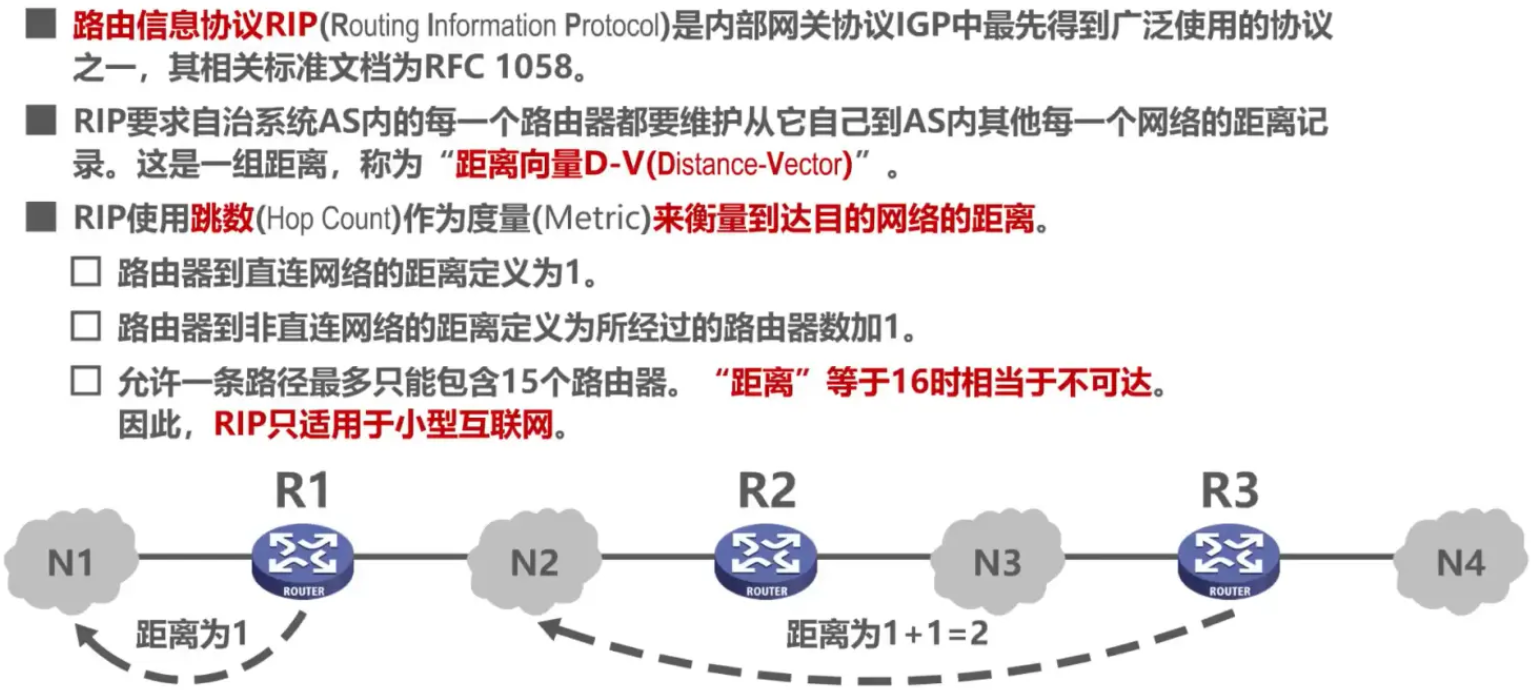 路由信息协议RIP(Routing Information Protocol)是内部网关协议IGP中最先得到广泛使用的协议
之一，其相关标准文档为RFC 1058。
RIP要求自治系统AS内的每一个路由器都要维护从它自己到AS内其他每一个网络的距离记
录。这是一组距离，称为“距离向量D-V(Distance-Vector)”。
RIP使用跳数(Hop Count)作为度量(Metric)来衡量到达目的网络的距离。
路由器到直连网络的距离定义为1。
路由器到非直连网络的距离定义为所经过的路由器数加1。
允许一条路径最多只能包含15个路由器。“距离”等于16时相当于不可达。
因此，RIP只适用于小型互联网。
R1 R2 R3
N1 N2 N3 N4
ROUTER ROUTER ROUTER
距离为1 距离为1+1=2